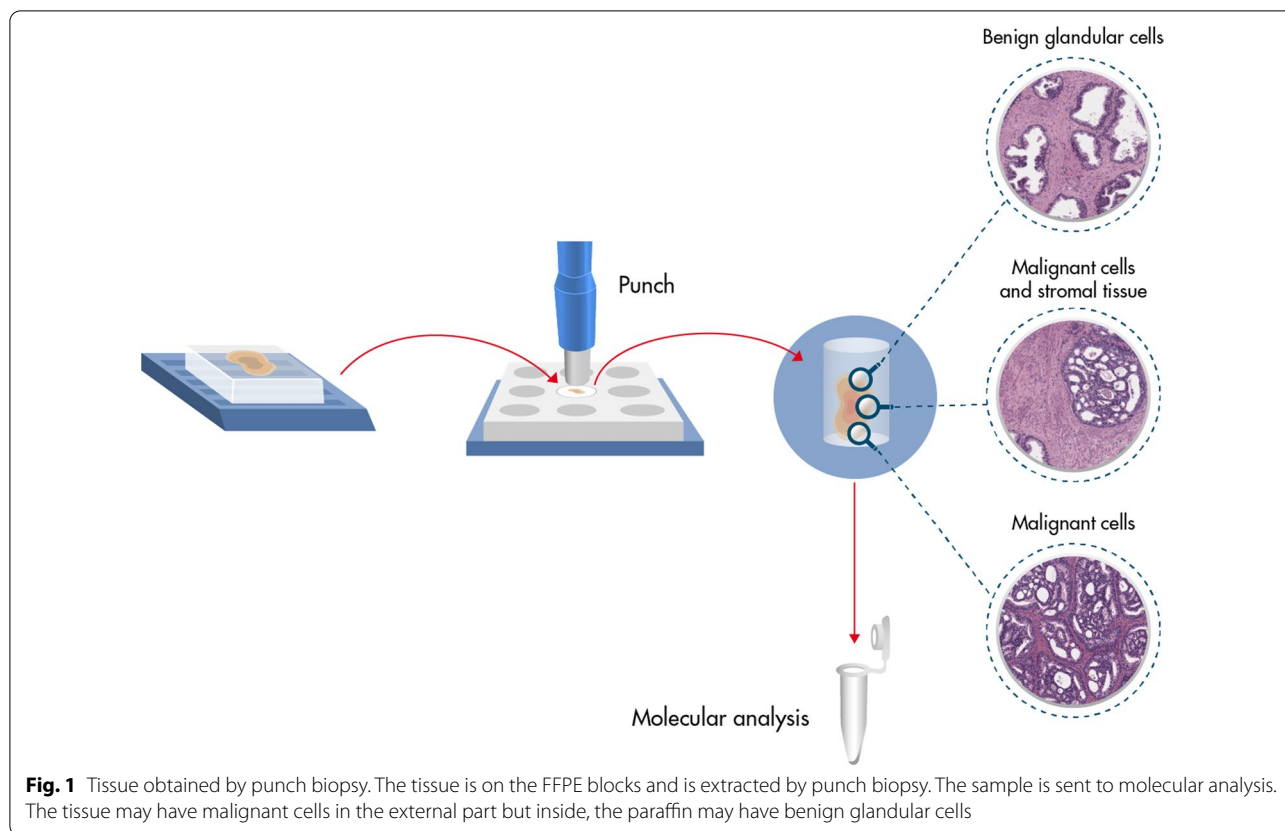 Benign glandular cells
Punch
Malignant cells
and stromal tissue
Malignant cells
Molecular analysis
Fig. 1 Tissue obtained by punch biopsy. The tissue is on the FFPE blocks and is extracted by punch biopsy. The sample is sent to molecular analysis.
The tissue may have malignant cells in the external part but inside, the paraffin may have benign glandular cells